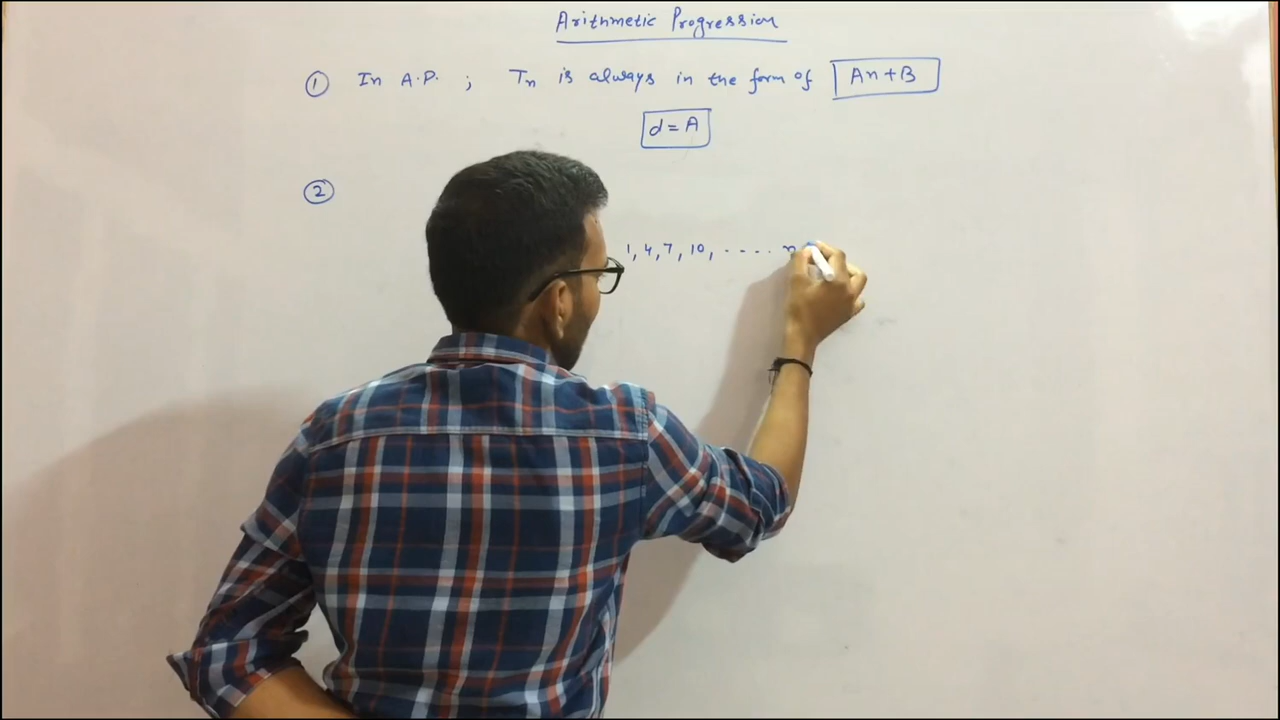 Arithmetic Progression
① In A.P. ; Tn is always in the form of An+B
d = A
②
1, 4, 7, 10, ..... n